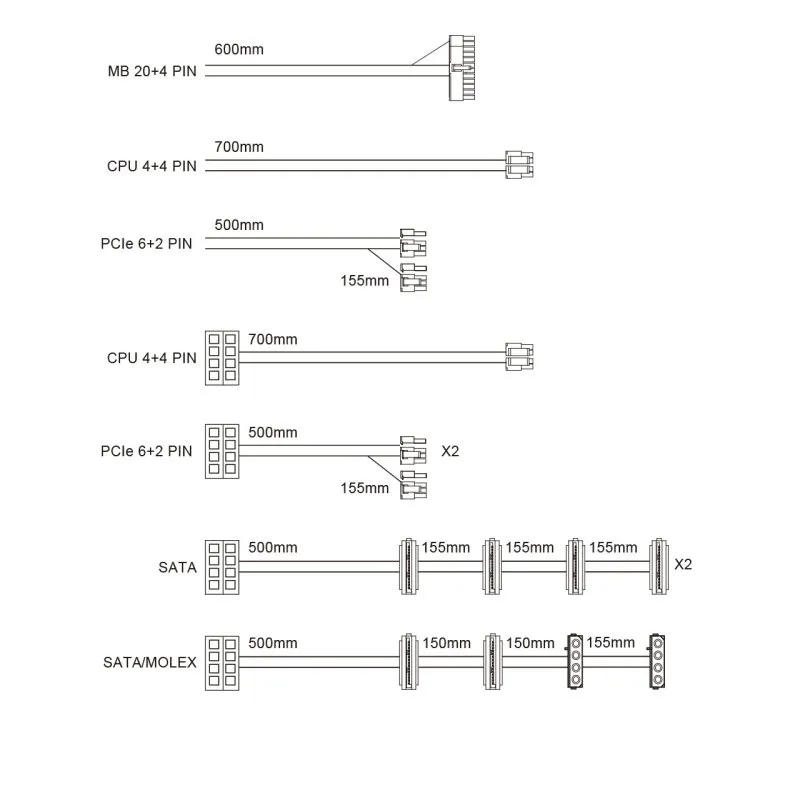 600mm
MB 20+4 PIN
700mm
CPU 4+4 PIN
500mm
PCIe 6+2 PIN
155mm
700mm
CPU 4+4 PIN
500mm
PCIe 6+2 PIN X2
155mm
500mm 155mm 155mm 155mm
SATA X2
500mm 150mm 150mm 155mm
SATA/MOLEX